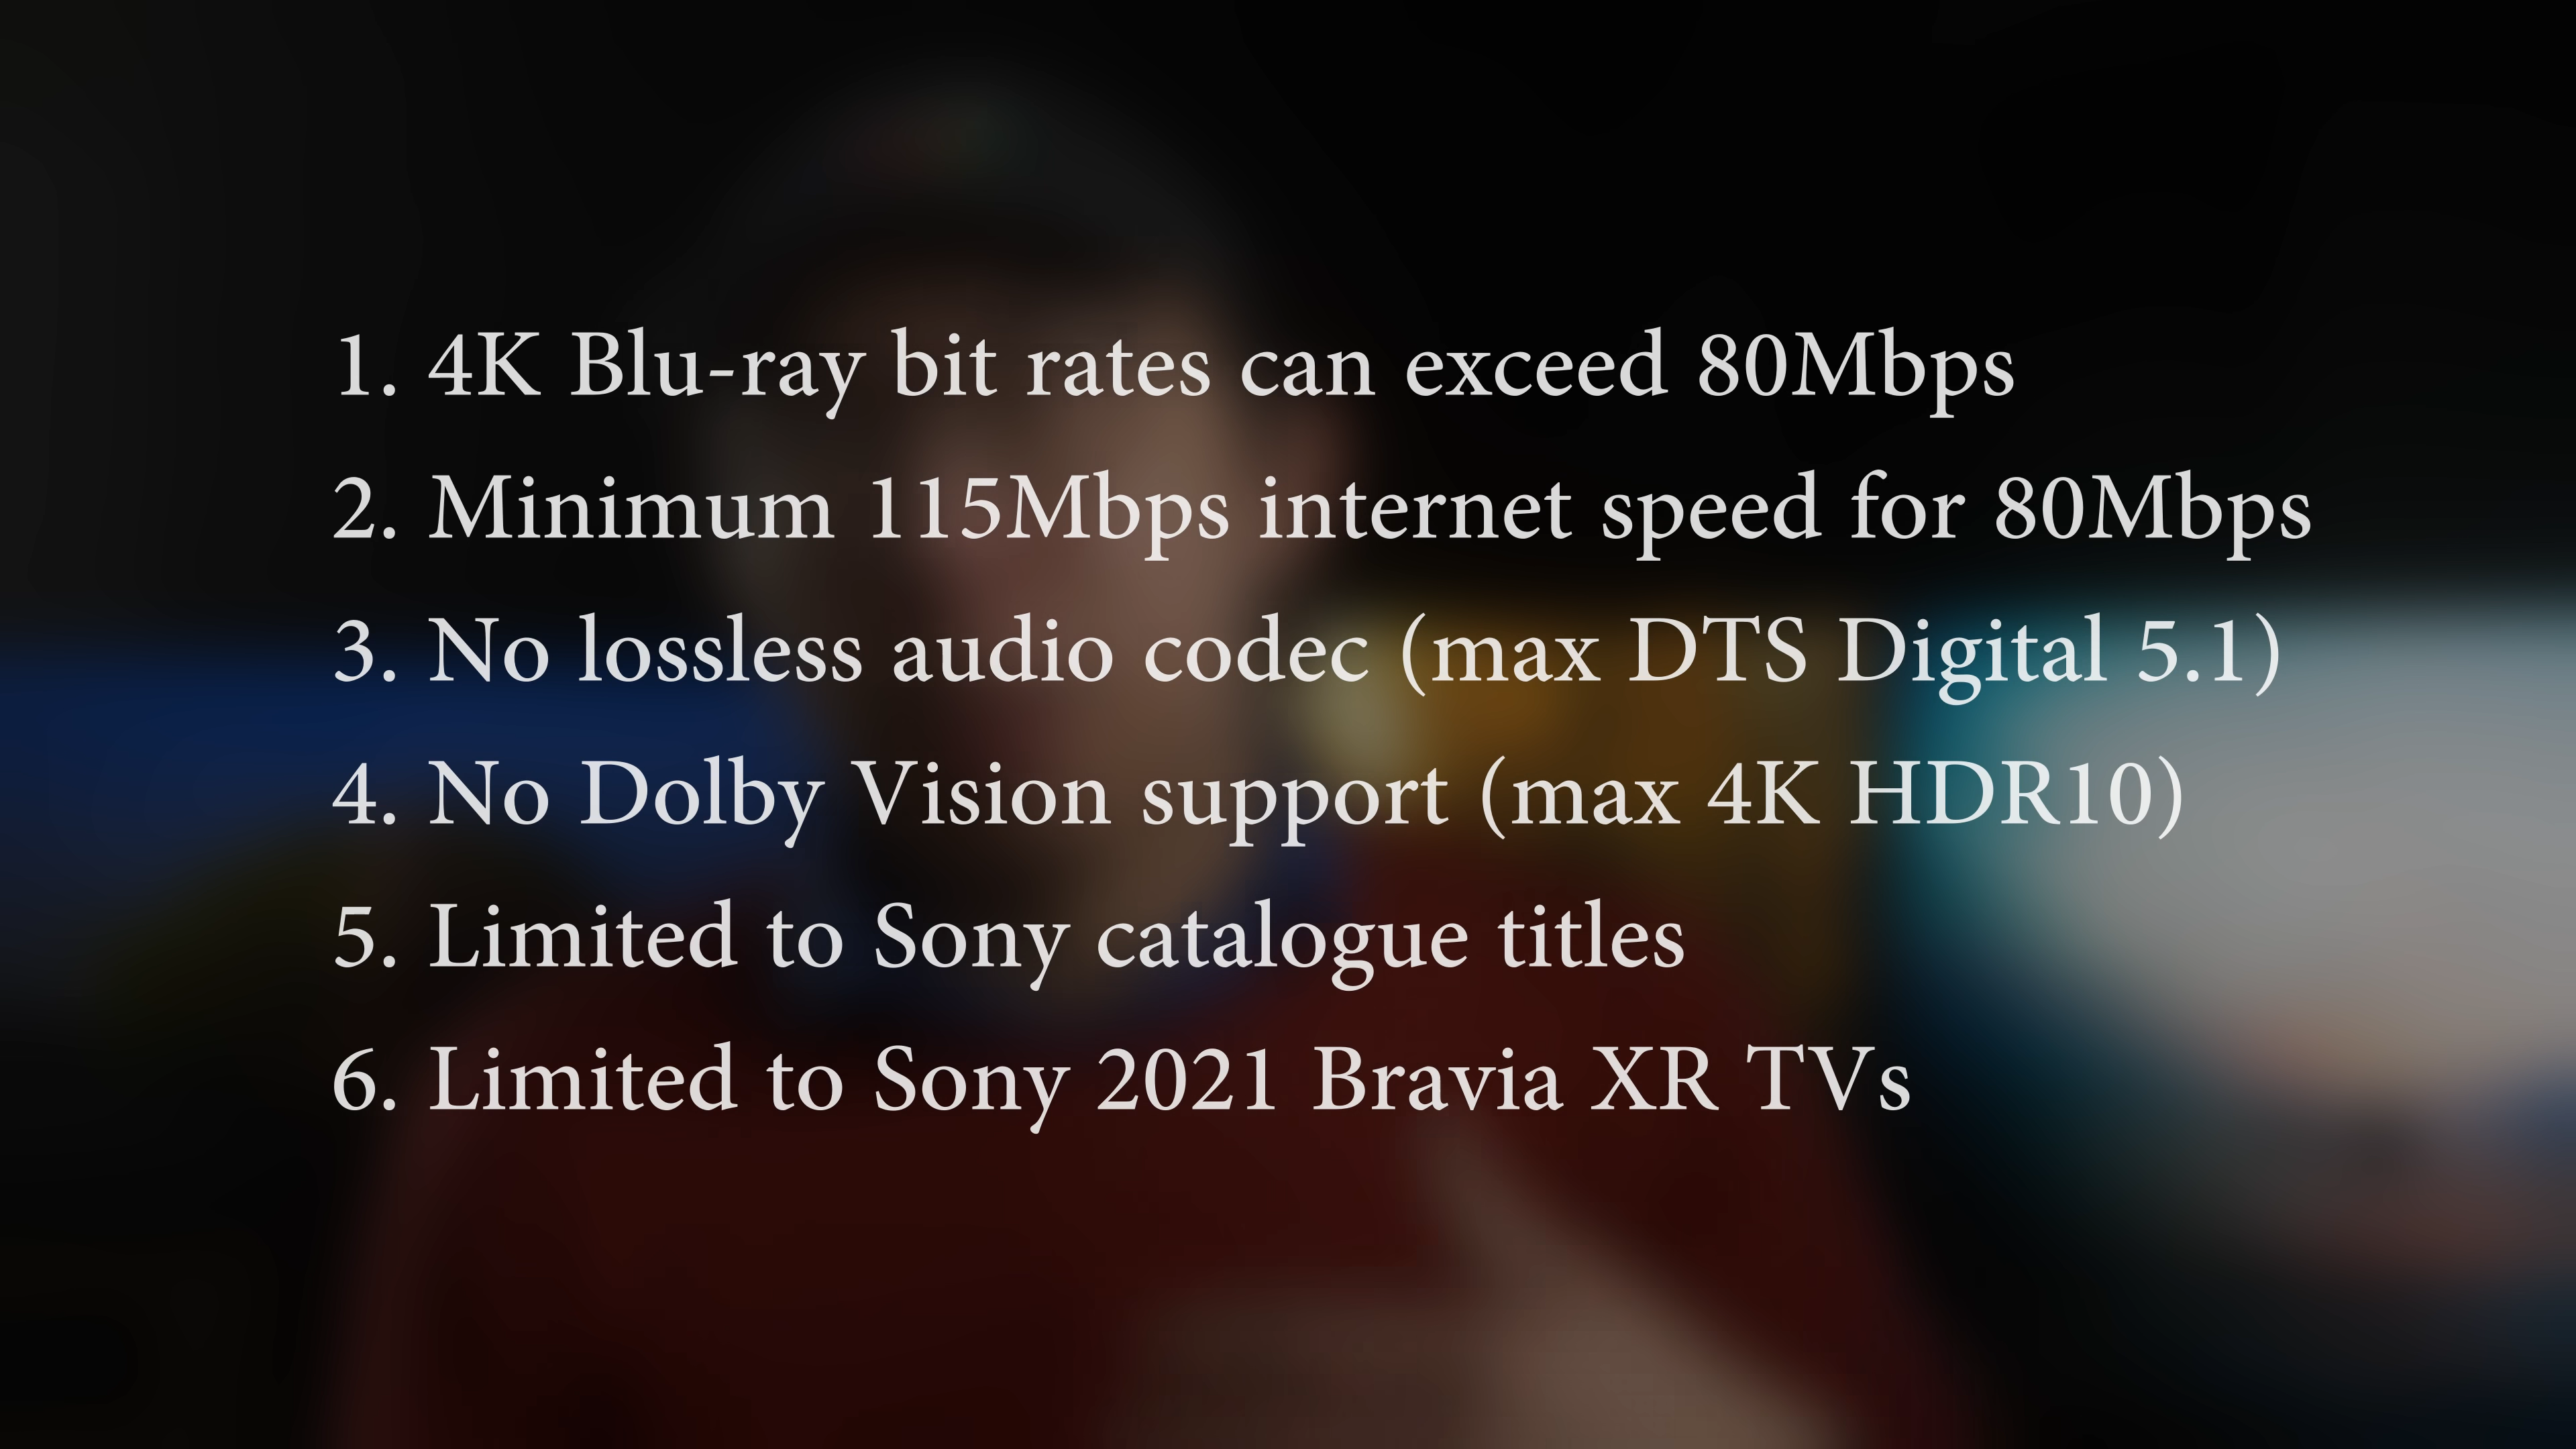 1. 4K Blu-ray bit rates can exceed 80Mbps
2. Minimum 115Mbps internet speed for 80Mbps
3. No lossless audio codec (max DTS Digital 5.1)
4. No Dolby Vision support (max 4K HDR10)
5. Limited to Sony catalogue titles
6. Limited to Sony 2021 Bravia XR TVs